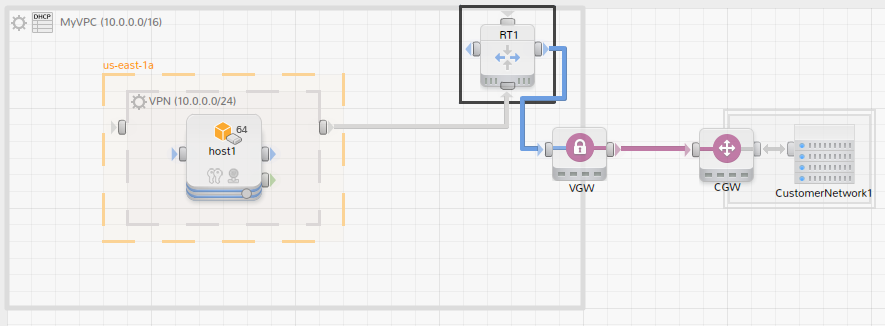 DHCP
MyVPC (10.0.0.0/16)
RT1
us-east-1a
VPN (10.0.0.0/24)
64
host1
VGW
CGW
CustomerNetwork1